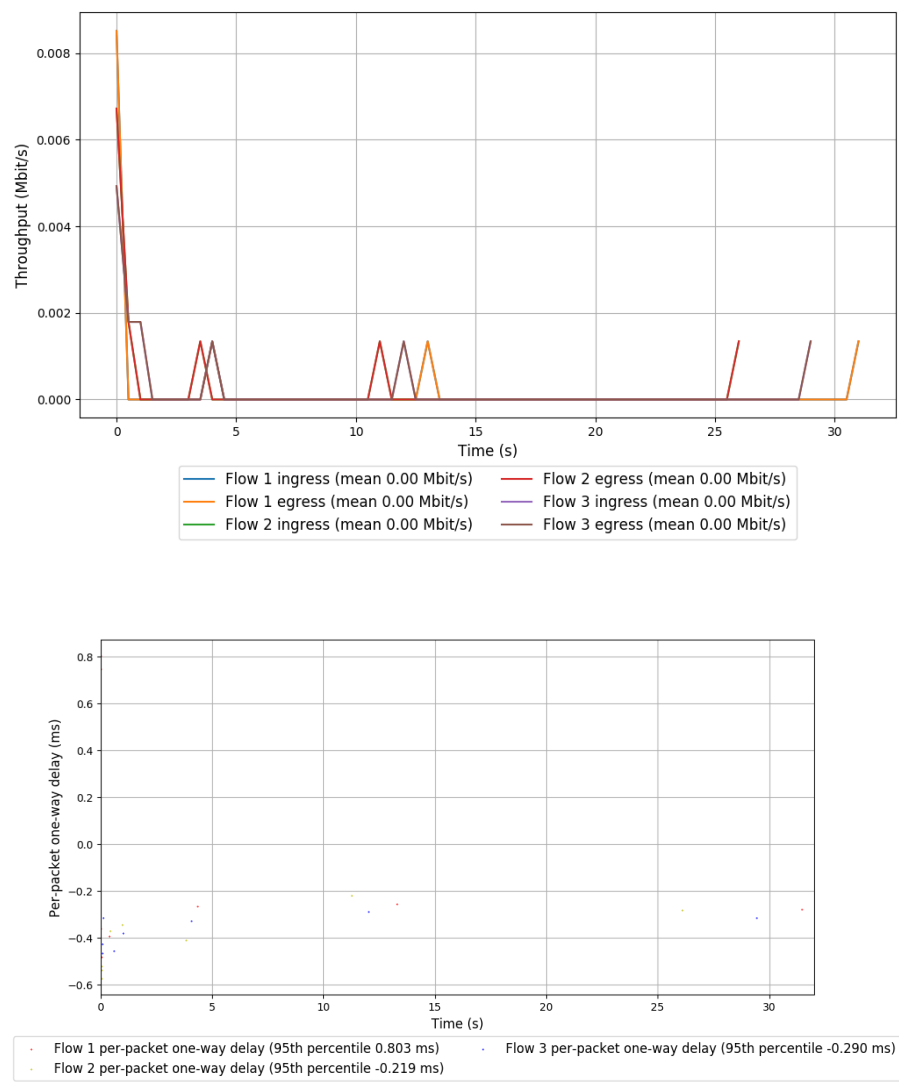 0.008
0.006
0.004
0.002
0.000
Throughput (Mbit/s)
0 5 10 15 20 25 30
Time (s)
Flow 1 ingress (mean 0.00 Mbit/s) Flow 2 egress (mean 0.00 Mbit/s)
Flow 1 egress (mean 0.00 Mbit/s) Flow 3 ingress (mean 0.00 Mbit/s)
Flow 2 ingress (mean 0.00 Mbit/s) Flow 3 egress (mean 0.00 Mbit/s)
0.8
0.6
0.4
0.2
0.0
−0.2
−0.4
−0.6
Per-packet one-way delay (ms)
0 5 10 15 20 25 30
Time (s)
Flow 1 per-packet one-way delay (95th percentile 0.803 ms) Flow 3 per-packet one-way delay (95th percentile -0.290 ms)
Flow 2 per-packet one-way delay (95th percentile -0.219 ms)